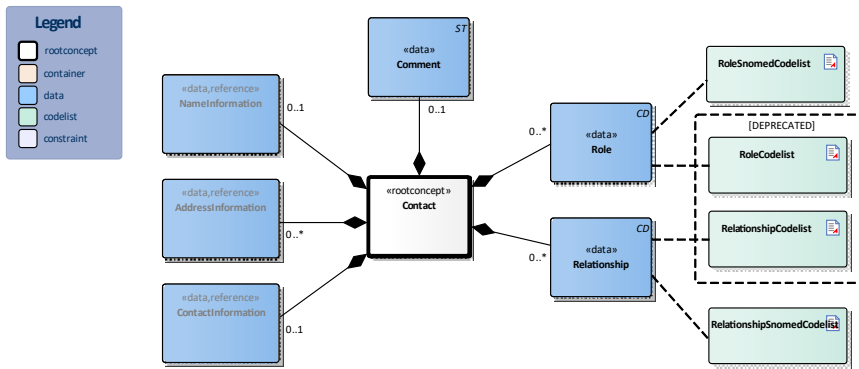 Legend
rootconcept
container
data
codelist
constraint
«data,reference»
NameInformation
0..1
ST
«data»
Comment
0..1
CD
«data»
Role
0..*
RoleSnomedCodelist
[DEPRECATED]
RoleCodelist
«data,reference»
AddressInformation
0..*
«rootconcept»
Contact
RelationshipCodelist
CD
«data»
Relationship
0..*
«data,reference»
ContactInformation
0..1
RelationshipSnomedCodelist